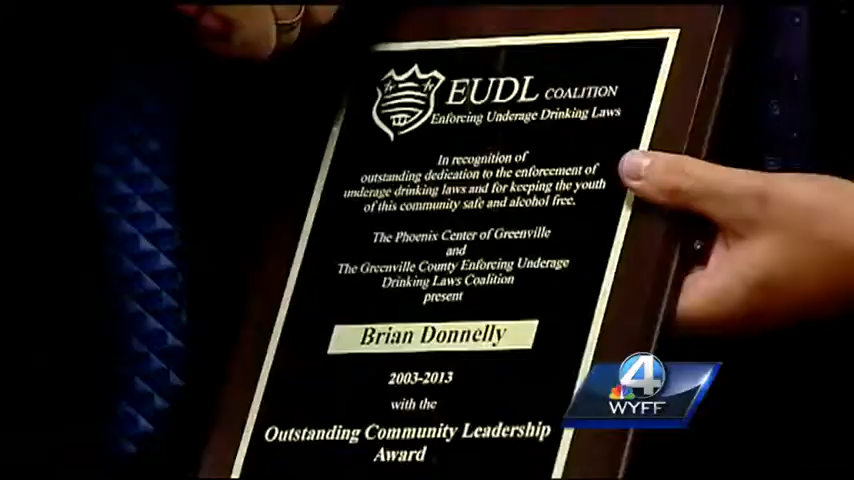 EUDL COALITION
Enforcing Underage Drinking Laws
In recognition of
outstanding dedication to the enforcement of
underage drinking laws and for keeping the youth
of this community safe and alcohol free.
The Phoenix Center of Greenville
and
The Greenville County Enforcing Underage
Drinking Laws Coalition
present
Brian Donnelly
2003-2013
with the
Outstanding Community Leadership
Award
4
WYFF